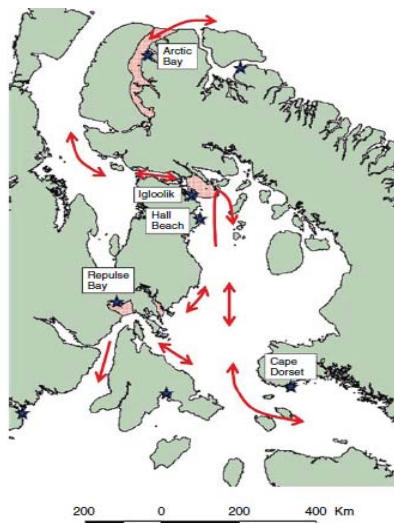 Arctic
Bay
Igloolik
Hall
Beach
Repulse
Bay
Cape
Dorset
200 0 200 400 Km